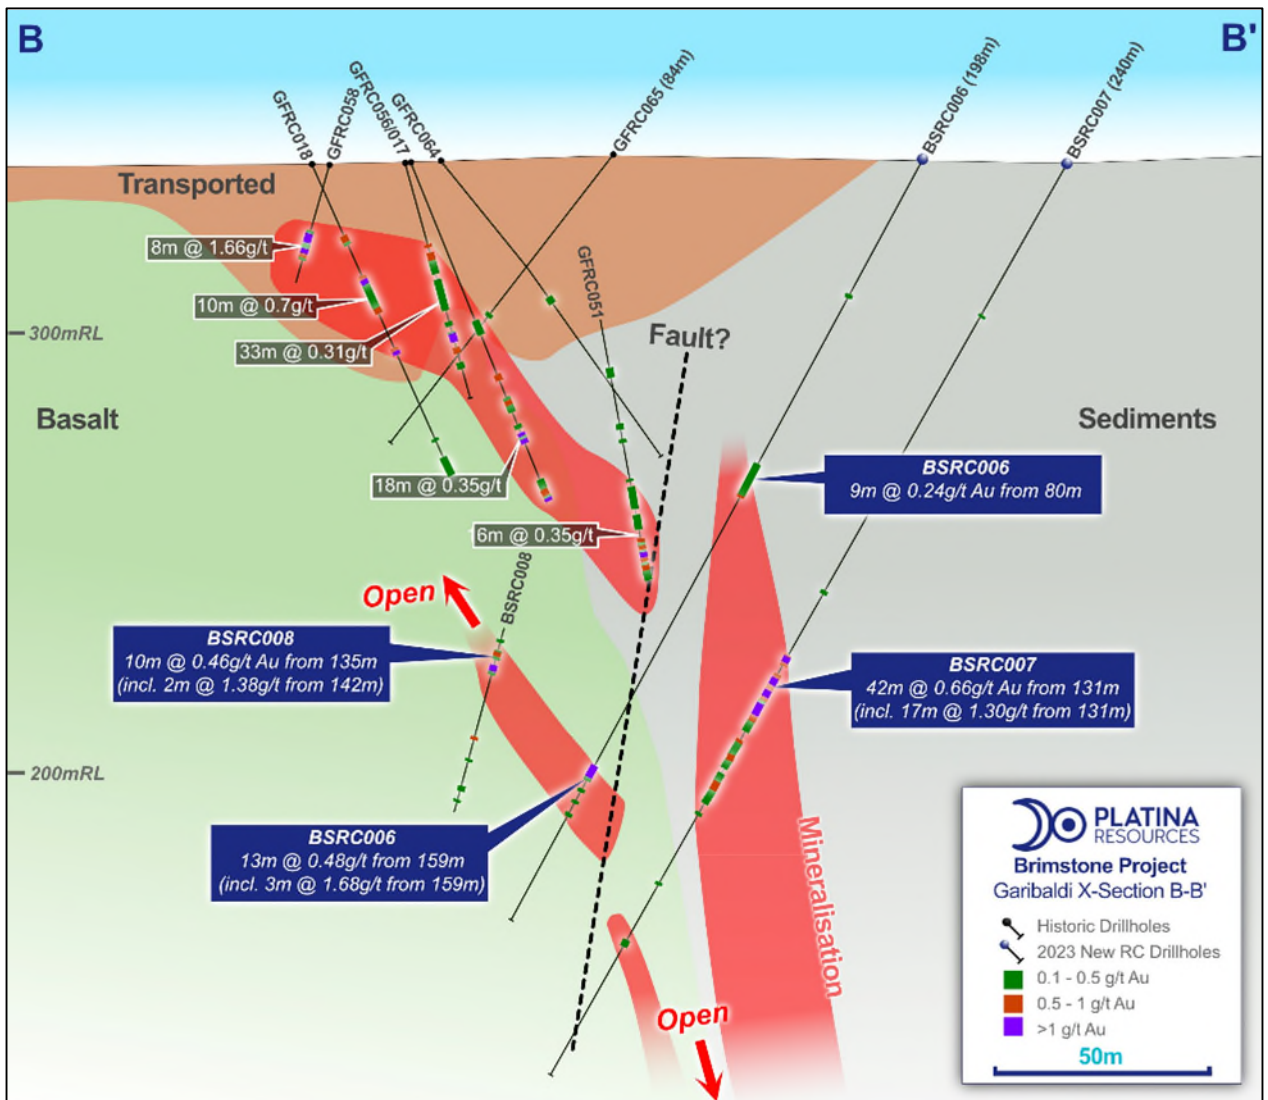 B
B'
GFRC018
GFRC058
GFRC056/017
GFRC064
GFRC065 (84m)
BSRC006 (198m)
BSRC007 (240m)
Transported
8m @ 1.66g/t
GFRC051
10m @ 0.7g/t
300mRL
Fault?
33m @ 0.31g/t
Basalt
Sediments
BSRC006
9m @ 0.24g/t Au from 80m
18m @ 0.35g/t
6m @ 0.35g/t
BSRC008
Open
BSRC008
10m @ 0.46g/t Au from 135m
(incl. 2m @ 1.38g/t from 142m)
BSRC007
42m @ 0.66g/t Au from 131m
(incl. 17m @ 1.30g/t from 131m)
200mRL
BSRC006
13m @ 0.48g/t from 159m
(incl. 3m @ 1.68g/t from 159m)
Mineralisation
Open
PLATINA
RESOURCES
Brimstone Project
Garibaldi X-Section B-B'
Historic Drillholes
2023 New RC Drillholes
0.1 - 0.5 g/t Au
0.5 - 1 g/t Au
>1 g/t Au
50m